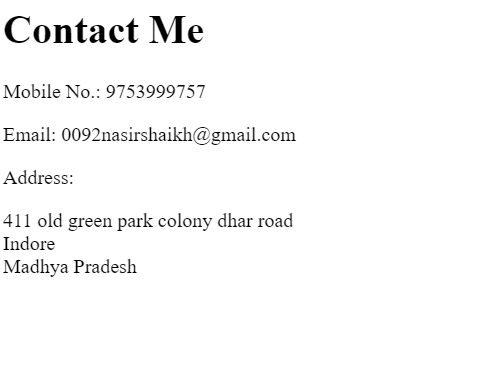 Contact Me
Mobile No.: 9753999757
Email: 0092nasirshaikh@gmail.com
Address:
411 old green park colony dhar road
Indore
Madhya Pradesh